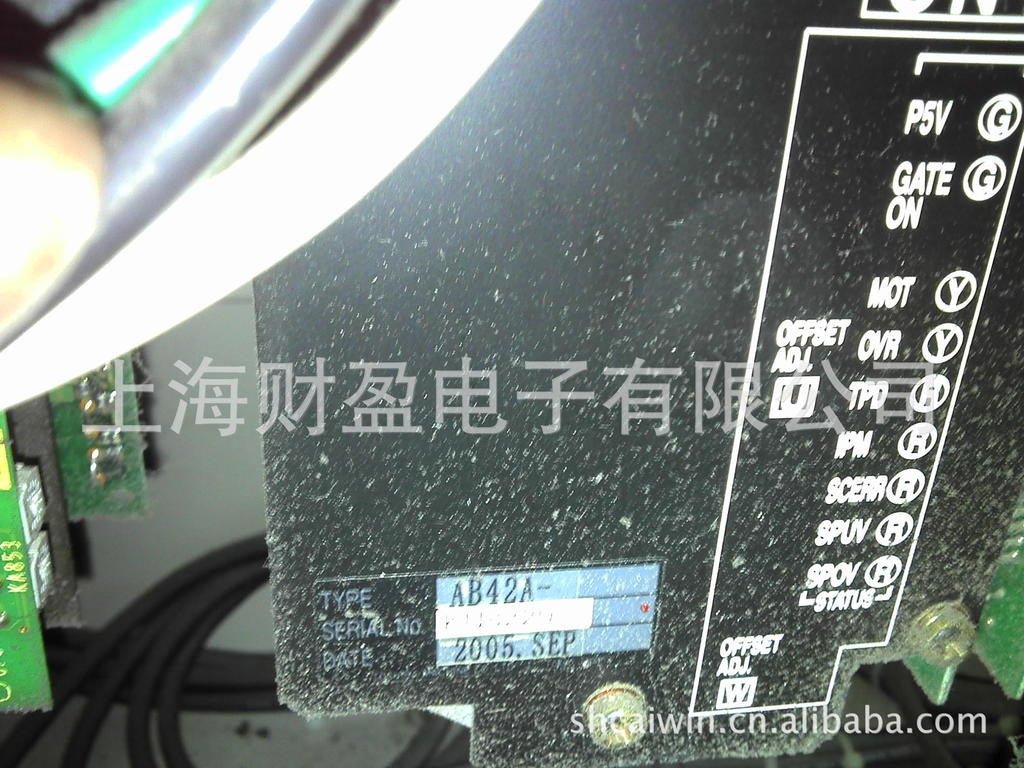 P5V G
GATE ON G
MOT Y
OVR Y
OFFSET ADJ. U
TPD R
IPM R
SCERR R
SPUV R
SPOV R
STATUS
OFFSET ADJ. W
TYPE AB42A-
SERIAL No
DATE 2005. SEP
KA853
上海财盈电子有限公司
shcaiwin.cn.alibaba.com